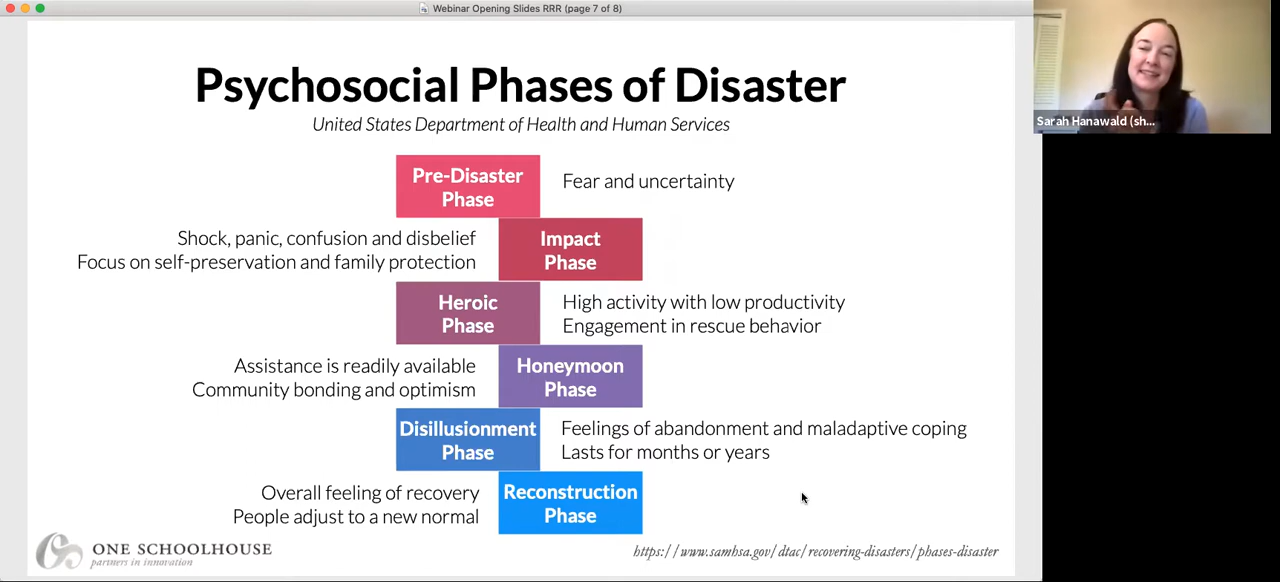 Webinar Opening Slides RRR (page 7 of 8)
Psychosocial Phases of Disaster
United States Department of Health and Human Services
Pre-Disaster
Phase
Fear and uncertainty
Shock, panic, confusion and disbelief
Focus on self-preservation and family protection
Impact
Phase
Heroic
Phase
High activity with low productivity
Engagement in rescue behavior
Assistance is readily available
Community bonding and optimism
Honeymoon
Phase
Disillusionment
Phase
Feelings of abandonment and maladaptive coping
Lasts for months or years
Overall feeling of recovery
People adjust to a new normal
Reconstruction
Phase
ONE SCHOOLHOUSE
partners in innovation
https://www.samhsa.gov/dtac/recovering-disasters/phases-disaster
Sarah Hanawald (sh...